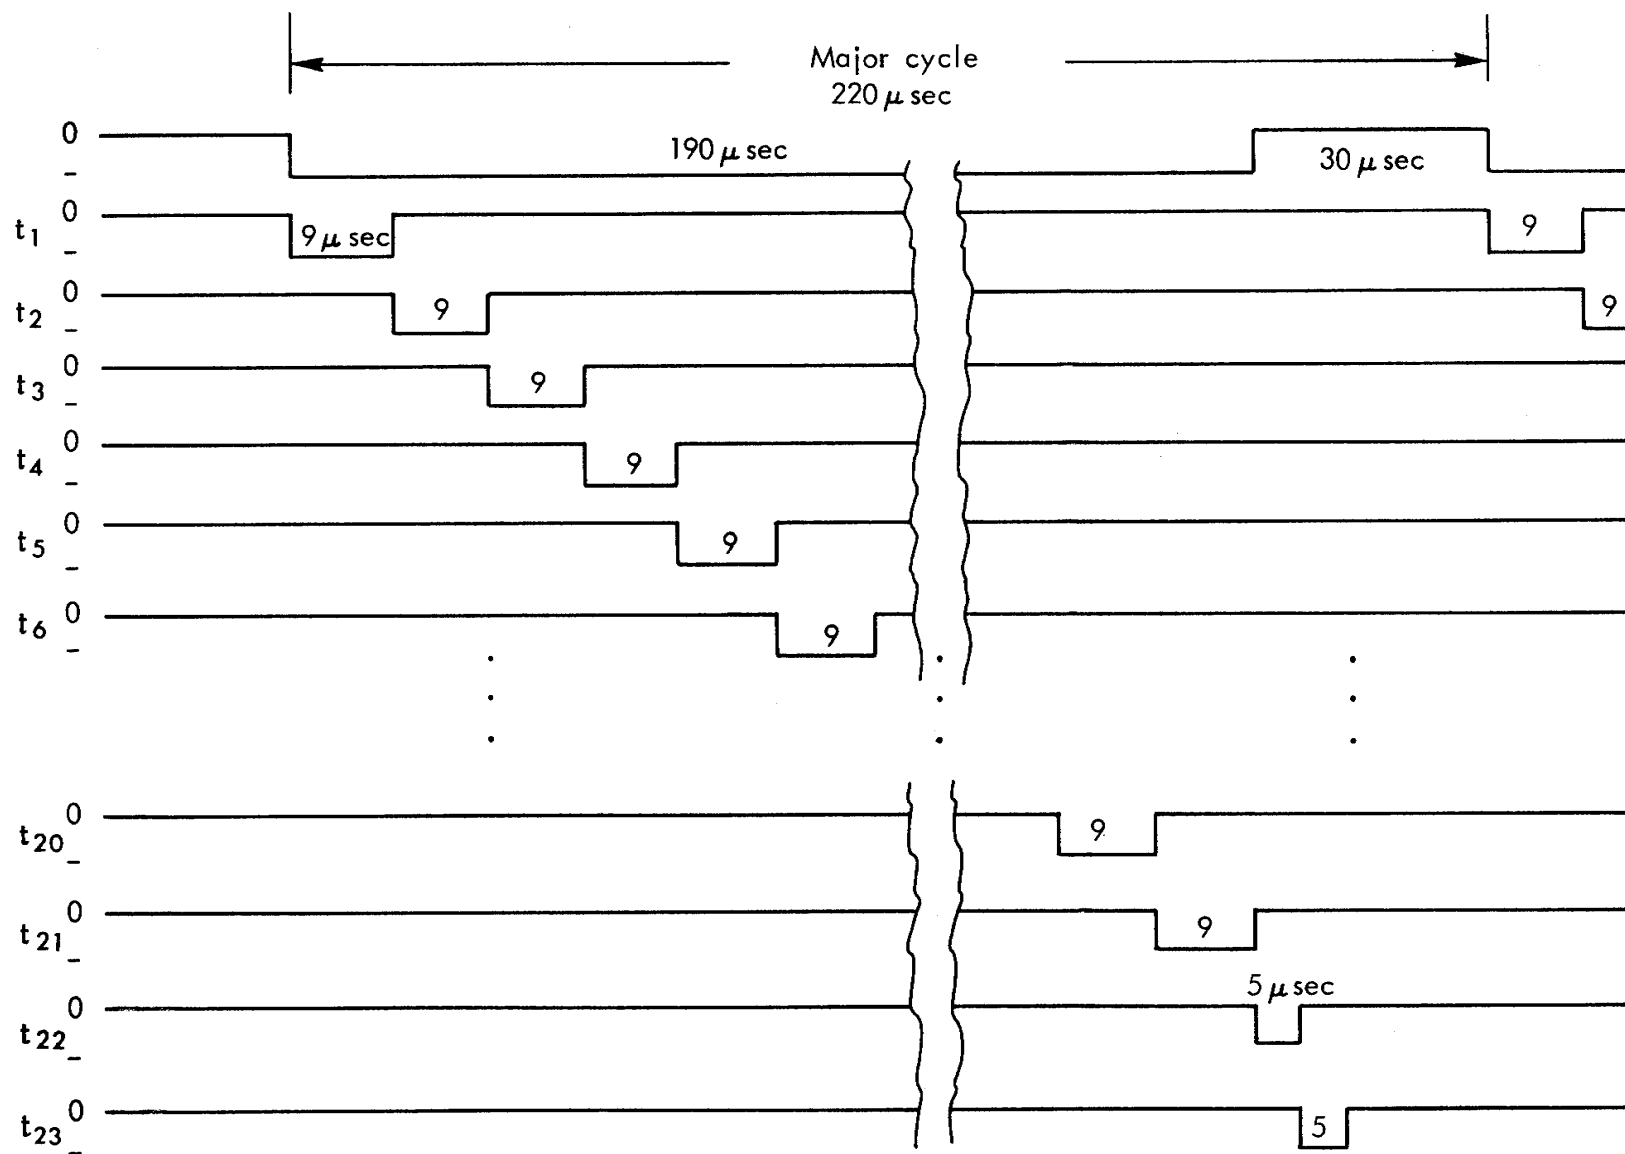 Major cycle
220 μ sec
0
190 μ sec
30 μ sec
–
t1 0
9 μ sec
9
–
t2 0
9
9
–
t3 0
9
–
t4 0
9
–
t5 0
9
–
t6 0
9
–
t20 0
9
–
t21 0
9
–
5 μ sec
t22 0
–
t23 0
5
–